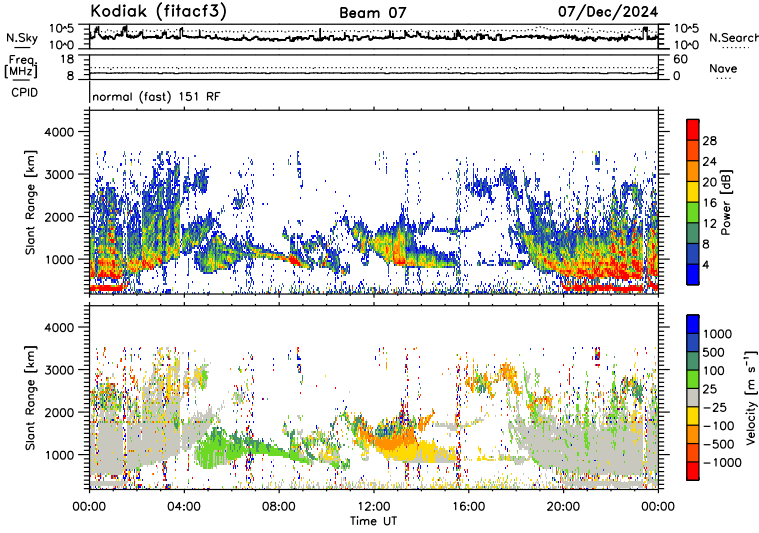 Kodiak (fitacf3) Beam 07 07/Dec/2024
N.Sky 10^5 10^0 10^5 10^0 N.Search
Freq. [MHz] 18 8 60 0 Nave
CPID normal (fast) 151 RF
Slant Range [km] 4000 3000 2000 1000
Power [dB] 28 24 20 16 12 8 4
Slant Range [km] 4000 3000 2000 1000
Velocity [m s⁻¹] 1000 500 100 25 −25 −100 −500 −1000
00:00 04:00 08:00 12:00 16:00 20:00 00:00
Time UT